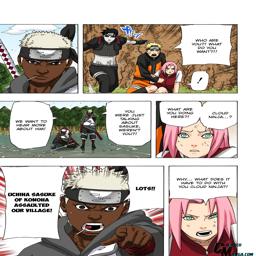 WHO ARE
YOU?! WHAT
DO YOU
WANT?!?
!
WE WANT TO
HEAR MORE
ABOUT HIM!
YOU
WERE JUST
TALKING
ABOUT
SASUKE,
WEREN'T
YOU?!
WHAT ARE
YOU DOING
HERE?!
CLOUD
NINJA...?
LOTS!!
UCHIHA SASUKE
OF KONOHA
ASSAULTED
OUR VILLAGE!
WHY... WHAT
DOES IT HAVE
TO DO WITH YOU
CLOUD NINJA?!